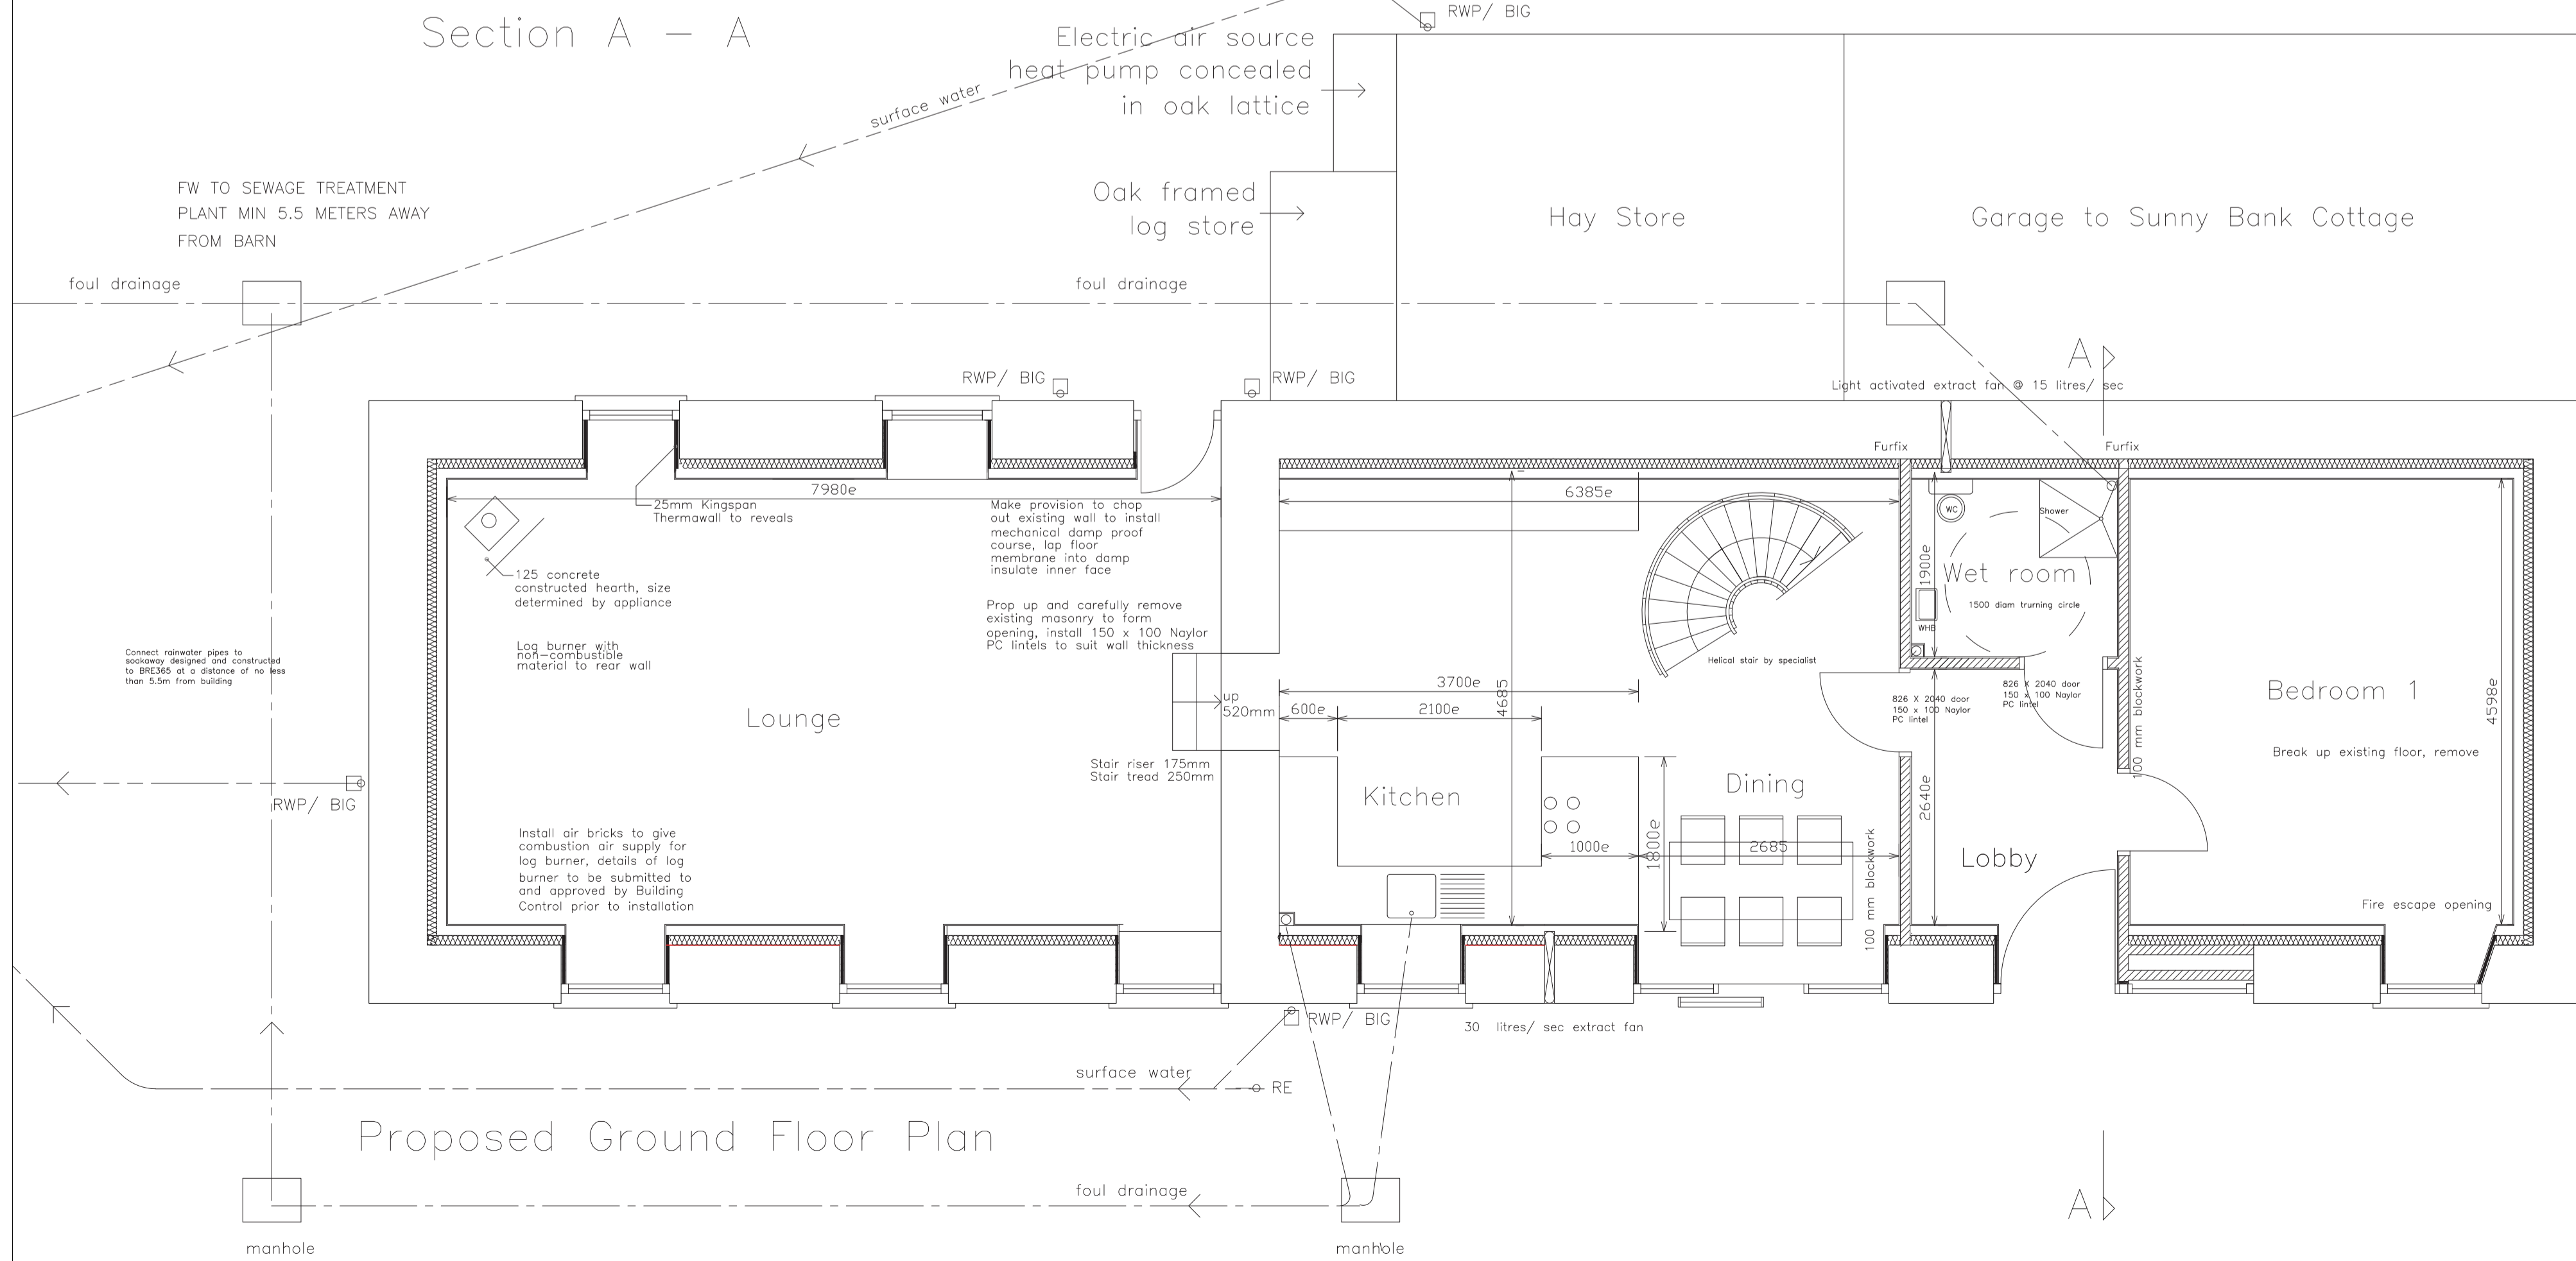 Section A - A
RWP/ BIG
Electric air source
heat pump concealed
in oak lattice
surface water
Oak framed
log store
Hay Store
Garage to Sunny Bank Cottage
FW TO SEWAGE TREATMENT
PLANT MIN 5.5 METERS AWAY
FROM BARN
foul drainage
foul drainage
A
RWP/ BIG
RWP/ BIG
Light activated extract fan @ 15 litres/ sec
Furfix
Furfix
7980e
6385e
25mm Kingspan
Thermawall to reveals
Make provision to chop
out existing wall to install
mechanical damp proof
course, lap floor
membrane into damp
insulate inner face
WC
Shower
125 concrete
constructed hearth, size
determined by appliance
1900e
Wet room
1500 diam trurning circle
WHB
Prop up and carefully remove
existing masonry to form
opening, install 150 x 100 Naylor
PC lintels to suit wall thickness
Log burner with
non-combustible
material to rear wall
Connect rainwater pipes to
soakaway designed and constructed
to BRE365 at a distance of no less
than 5.5m from building
Helical stair by specialist
3700e
4685
up
520mm
600e
2100e
826 X 2040 door
150 x 100 Naylor
PC lintel
826 X 2040 door
150 x 100 Naylor
PC lintel
100 mm blockwork
Bedroom 1
4598e
Lounge
Break up existing floor, remove
Stair riser 175mm
Stair tread 250mm
Kitchen
Dining
2640e
RWP/ BIG
Install air bricks to give
combustion air supply for
log burner, details of log
burner to be submitted to
and approved by Building
Control prior to installation
1000e
1800e
2685
100 mm blockwork
Lobby
Fire escape opening
RWP/ BIG
30 litres/ sec extract fan
surface water
RE
Proposed Ground Floor Plan
foul drainage
A
manhole
manhole